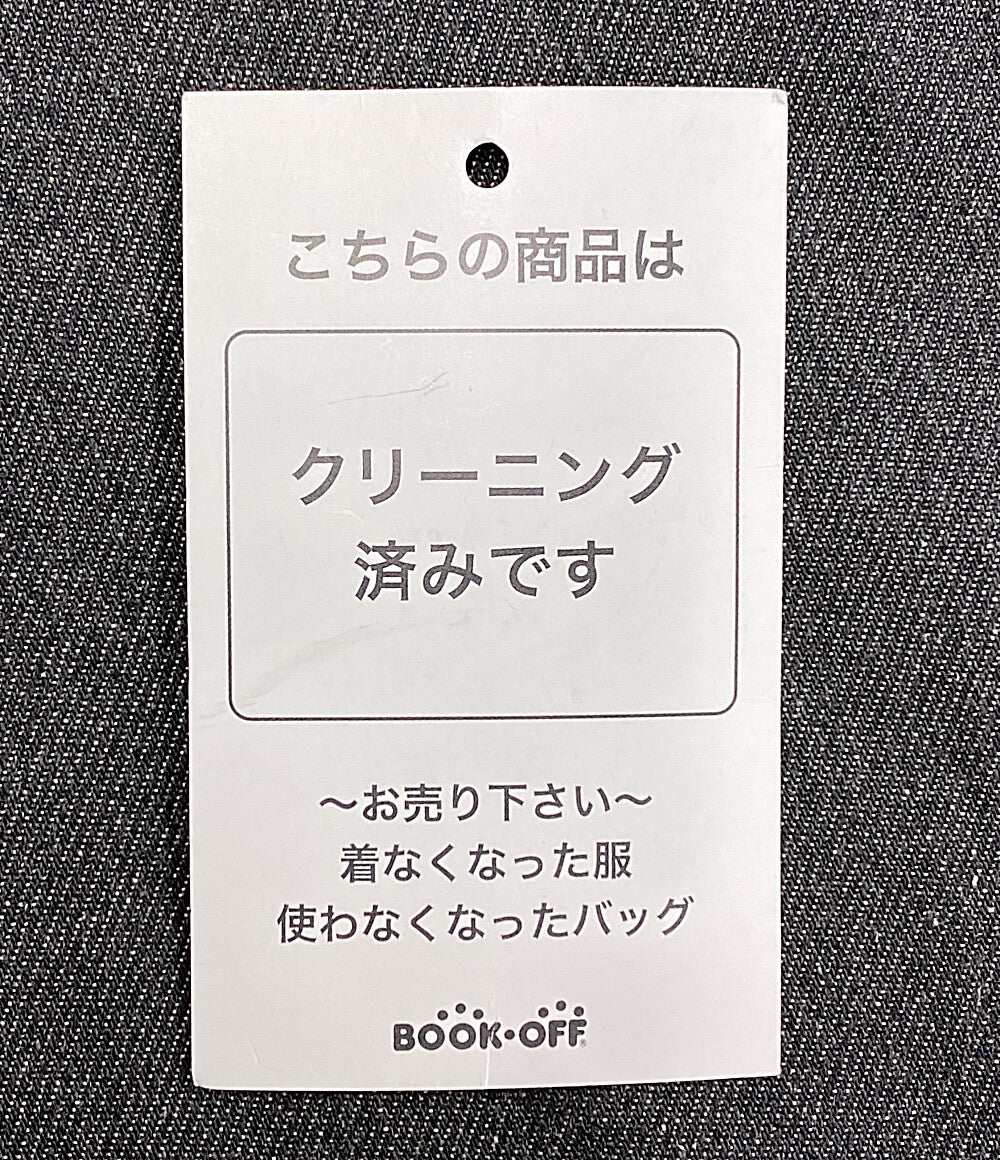 こちらの商品は
クリーニング
済みです
～お売り下さい～
着なくなった服
使わなくなったバッグ
BOOK・OFF®